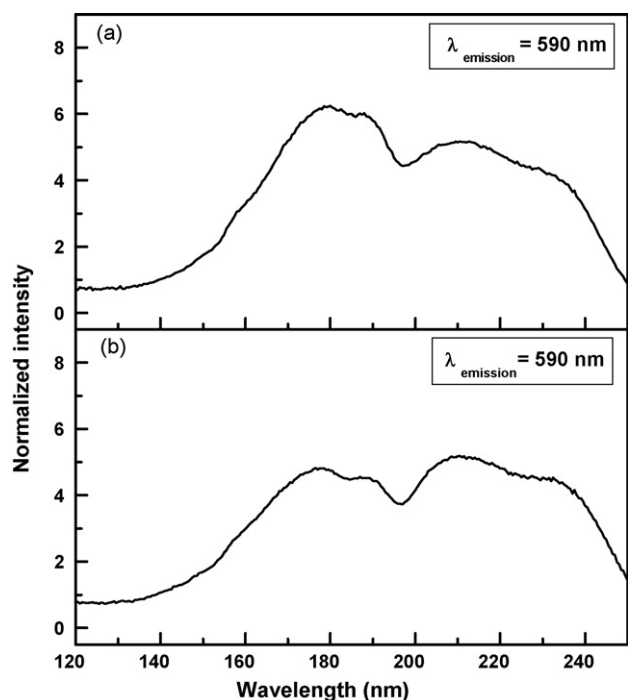 (a)
λ emission = 590 nm
8
6
4
2
0
(b)
λ emission = 590 nm
8
6
4
2
0
Normalized intensity
120 140 160 180 200 220 240
Wavelength (nm)